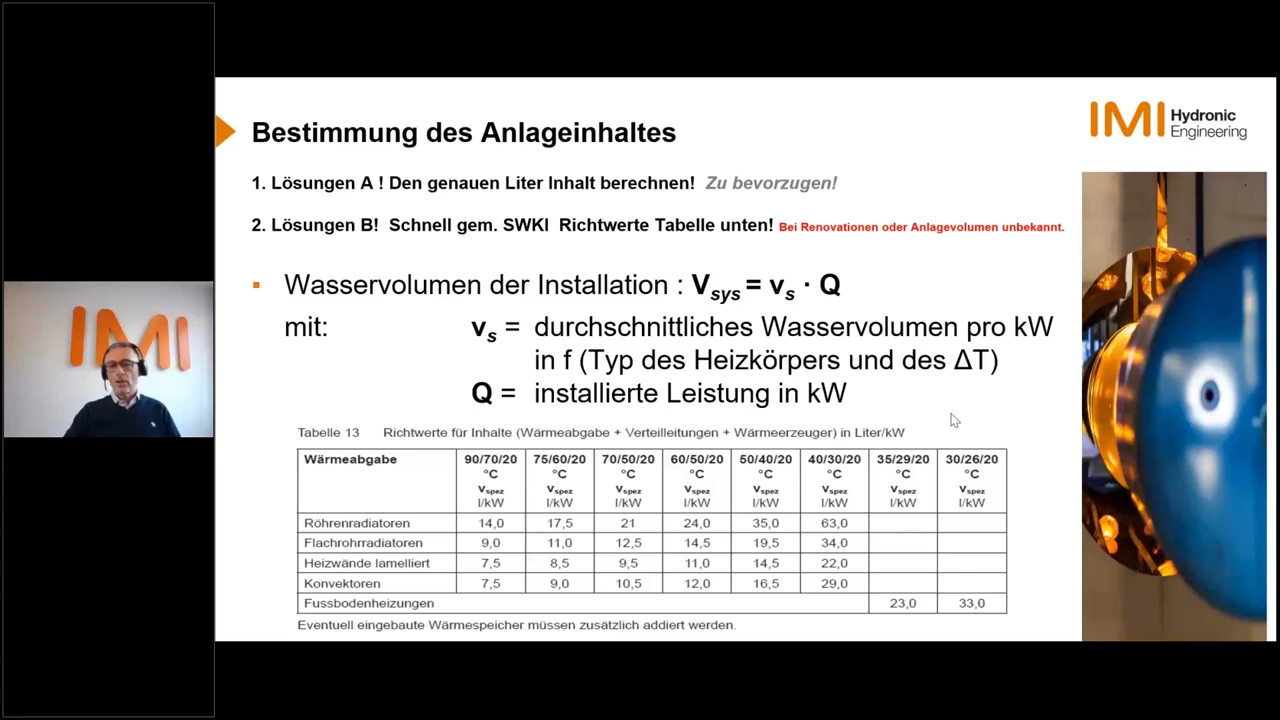 IMI Hydronic
Engineering
Bestimmung des Anlageinhaltes
1. Lösungen A ! Den genauen Liter Inhalt berechnen! Zu bevorzugen!
2. Lösungen B! Schnell gem. SWKI Richtwerte Tabelle unten! Bei Renovationen oder Anlagevolumen unbekannt.
▪ Wasservolumen der Installation : Vsys = vs · Q
mit: vs = durchschnittliches Wasservolumen pro kW
in f (Typ des Heizkörpers und des ΔT)
Q = installierte Leistung in kW
Tabelle 13 Richtwerte für Inhalte (Wärmeabgabe + Verteilleitungen + Wärmeerzeuger) in Liter/kW
Wärmeabgabe 90/70/20 75/60/20 70/50/20 60/50/20 50/40/20 40/30/20 35/29/20 30/26/20
°C °C °C °C °C °C °C °C
vspez vspez vspez vspez vspez vspez vspez vspez
l/kW l/kW l/kW l/kW l/kW l/kW l/kW l/kW
Röhrenradiatoren 14,0 17,5 21 24,0 35,0 63,0
Flachrohrradiatoren 9,0 11,0 12,5 14,5 19,5 34,0
Heizwände lamelliert 7,5 8,5 9,5 11,0 14,5 22,0
Konvektoren 7,5 9,0 10,5 12,0 16,5 29,0
Fussbodenheizungen 23,0 33,0
Eventuell eingebaute Wärmespeicher müssen zusätzlich addiert werden.
IMI